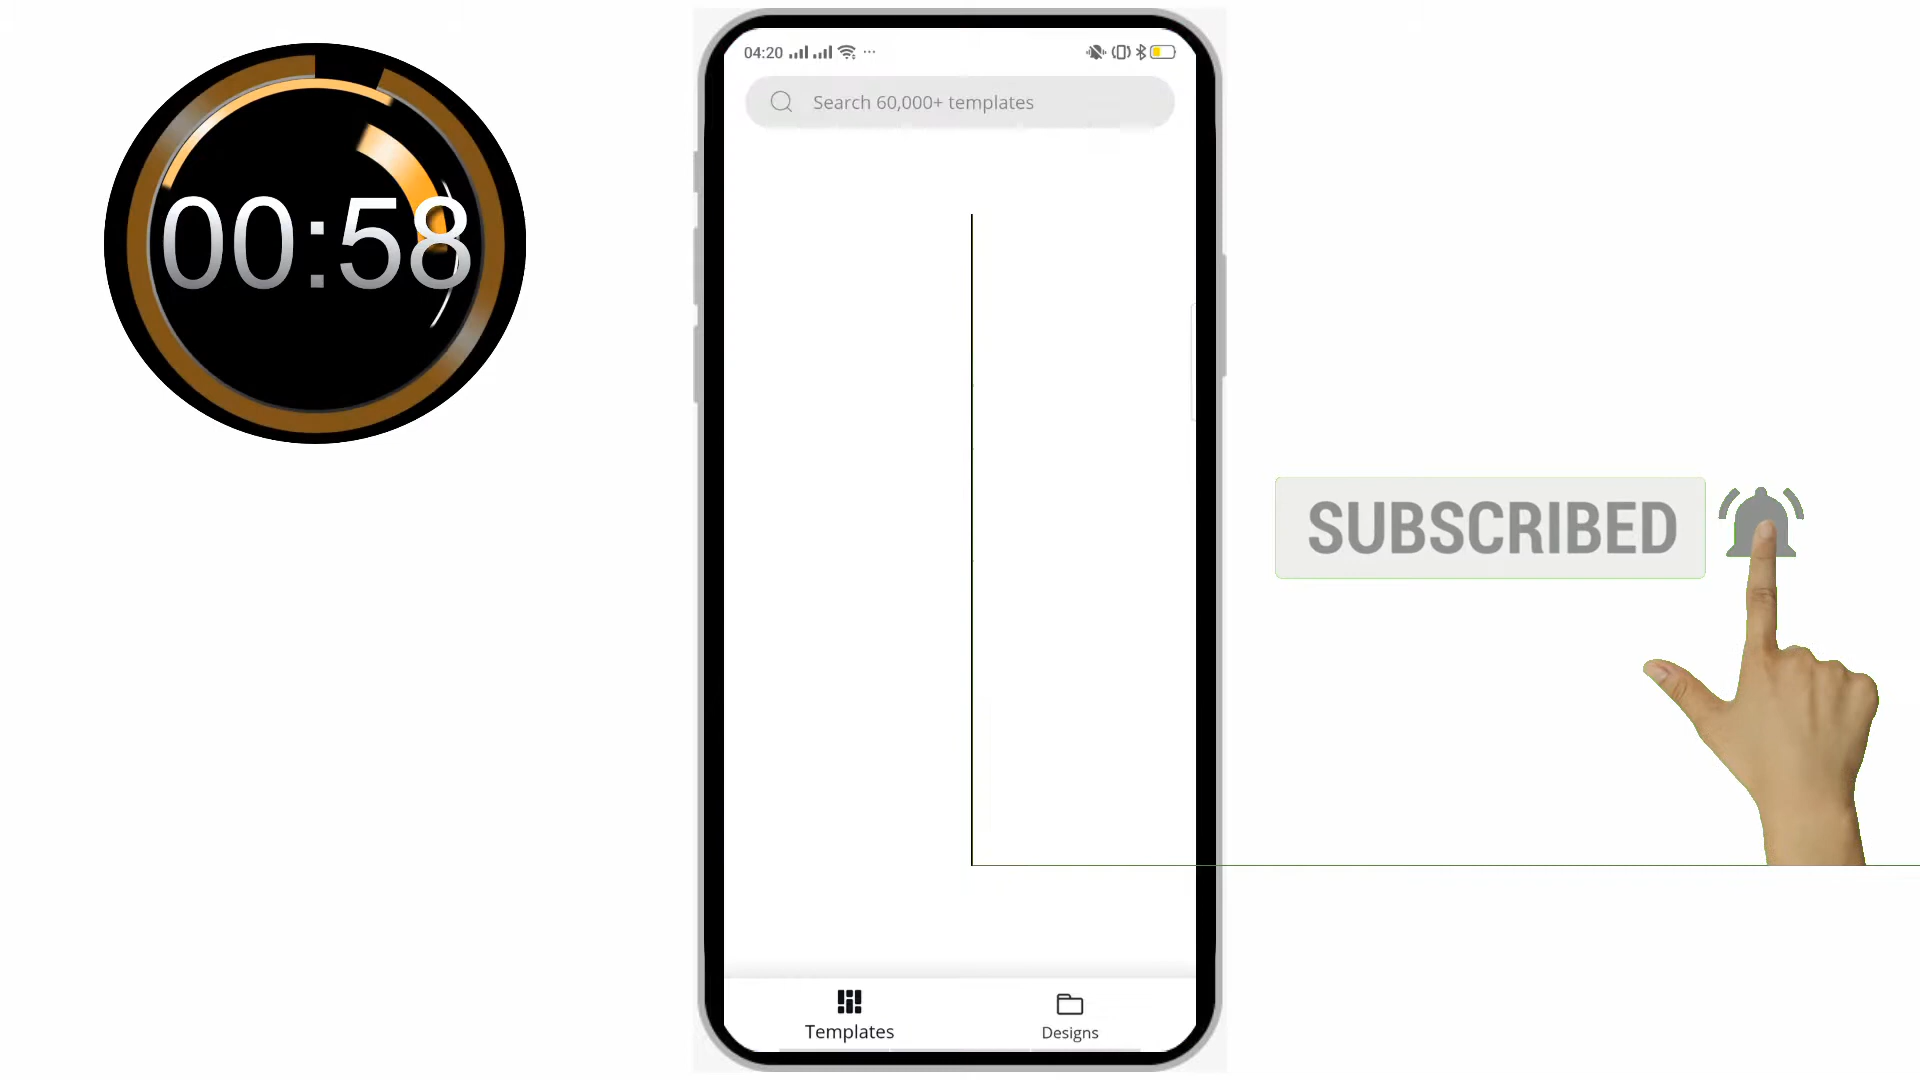 04:20
Search 60,000+ templates
00:58
SUBSCRIBED
Templates
Designs